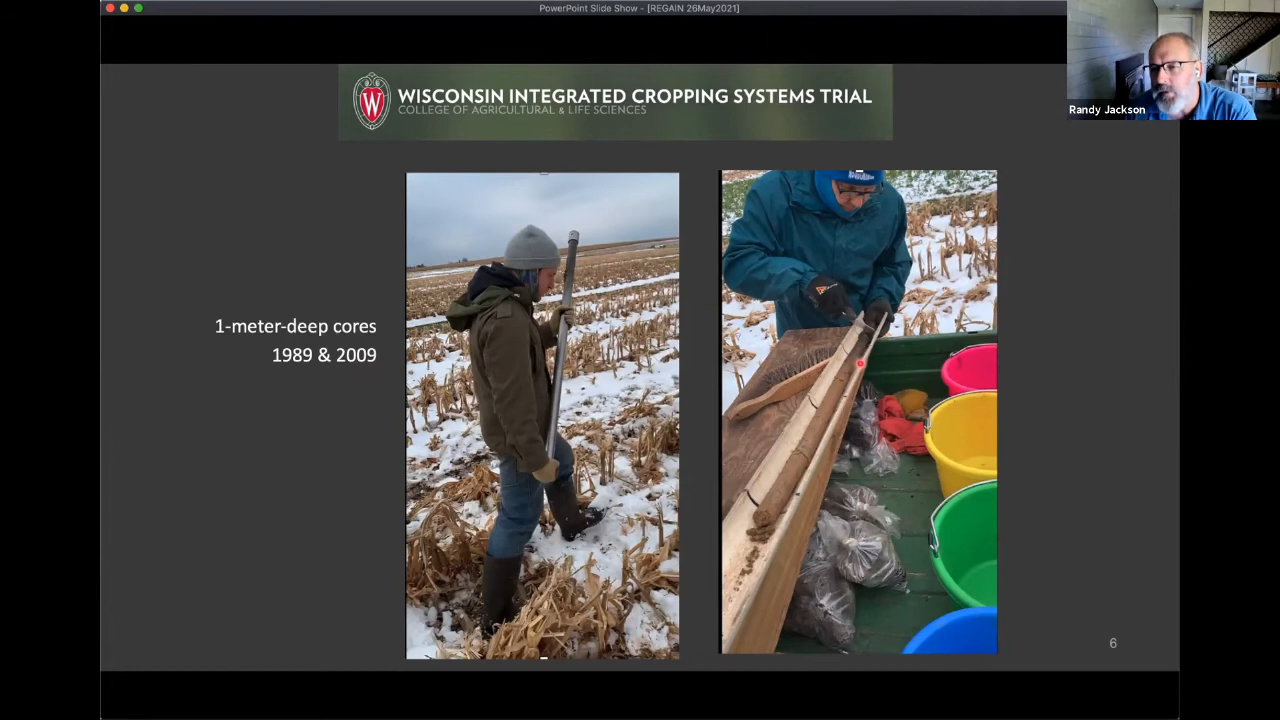 PowerPoint Slide Show - [REGAIN 26May2021]
WISCONSIN INTEGRATED CROPPING SYSTEMS TRIAL
COLLEGE OF AGRICULTURAL & LIFE SCIENCES
W
Randy Jackson
1-meter-deep cores
1989 & 2009
6